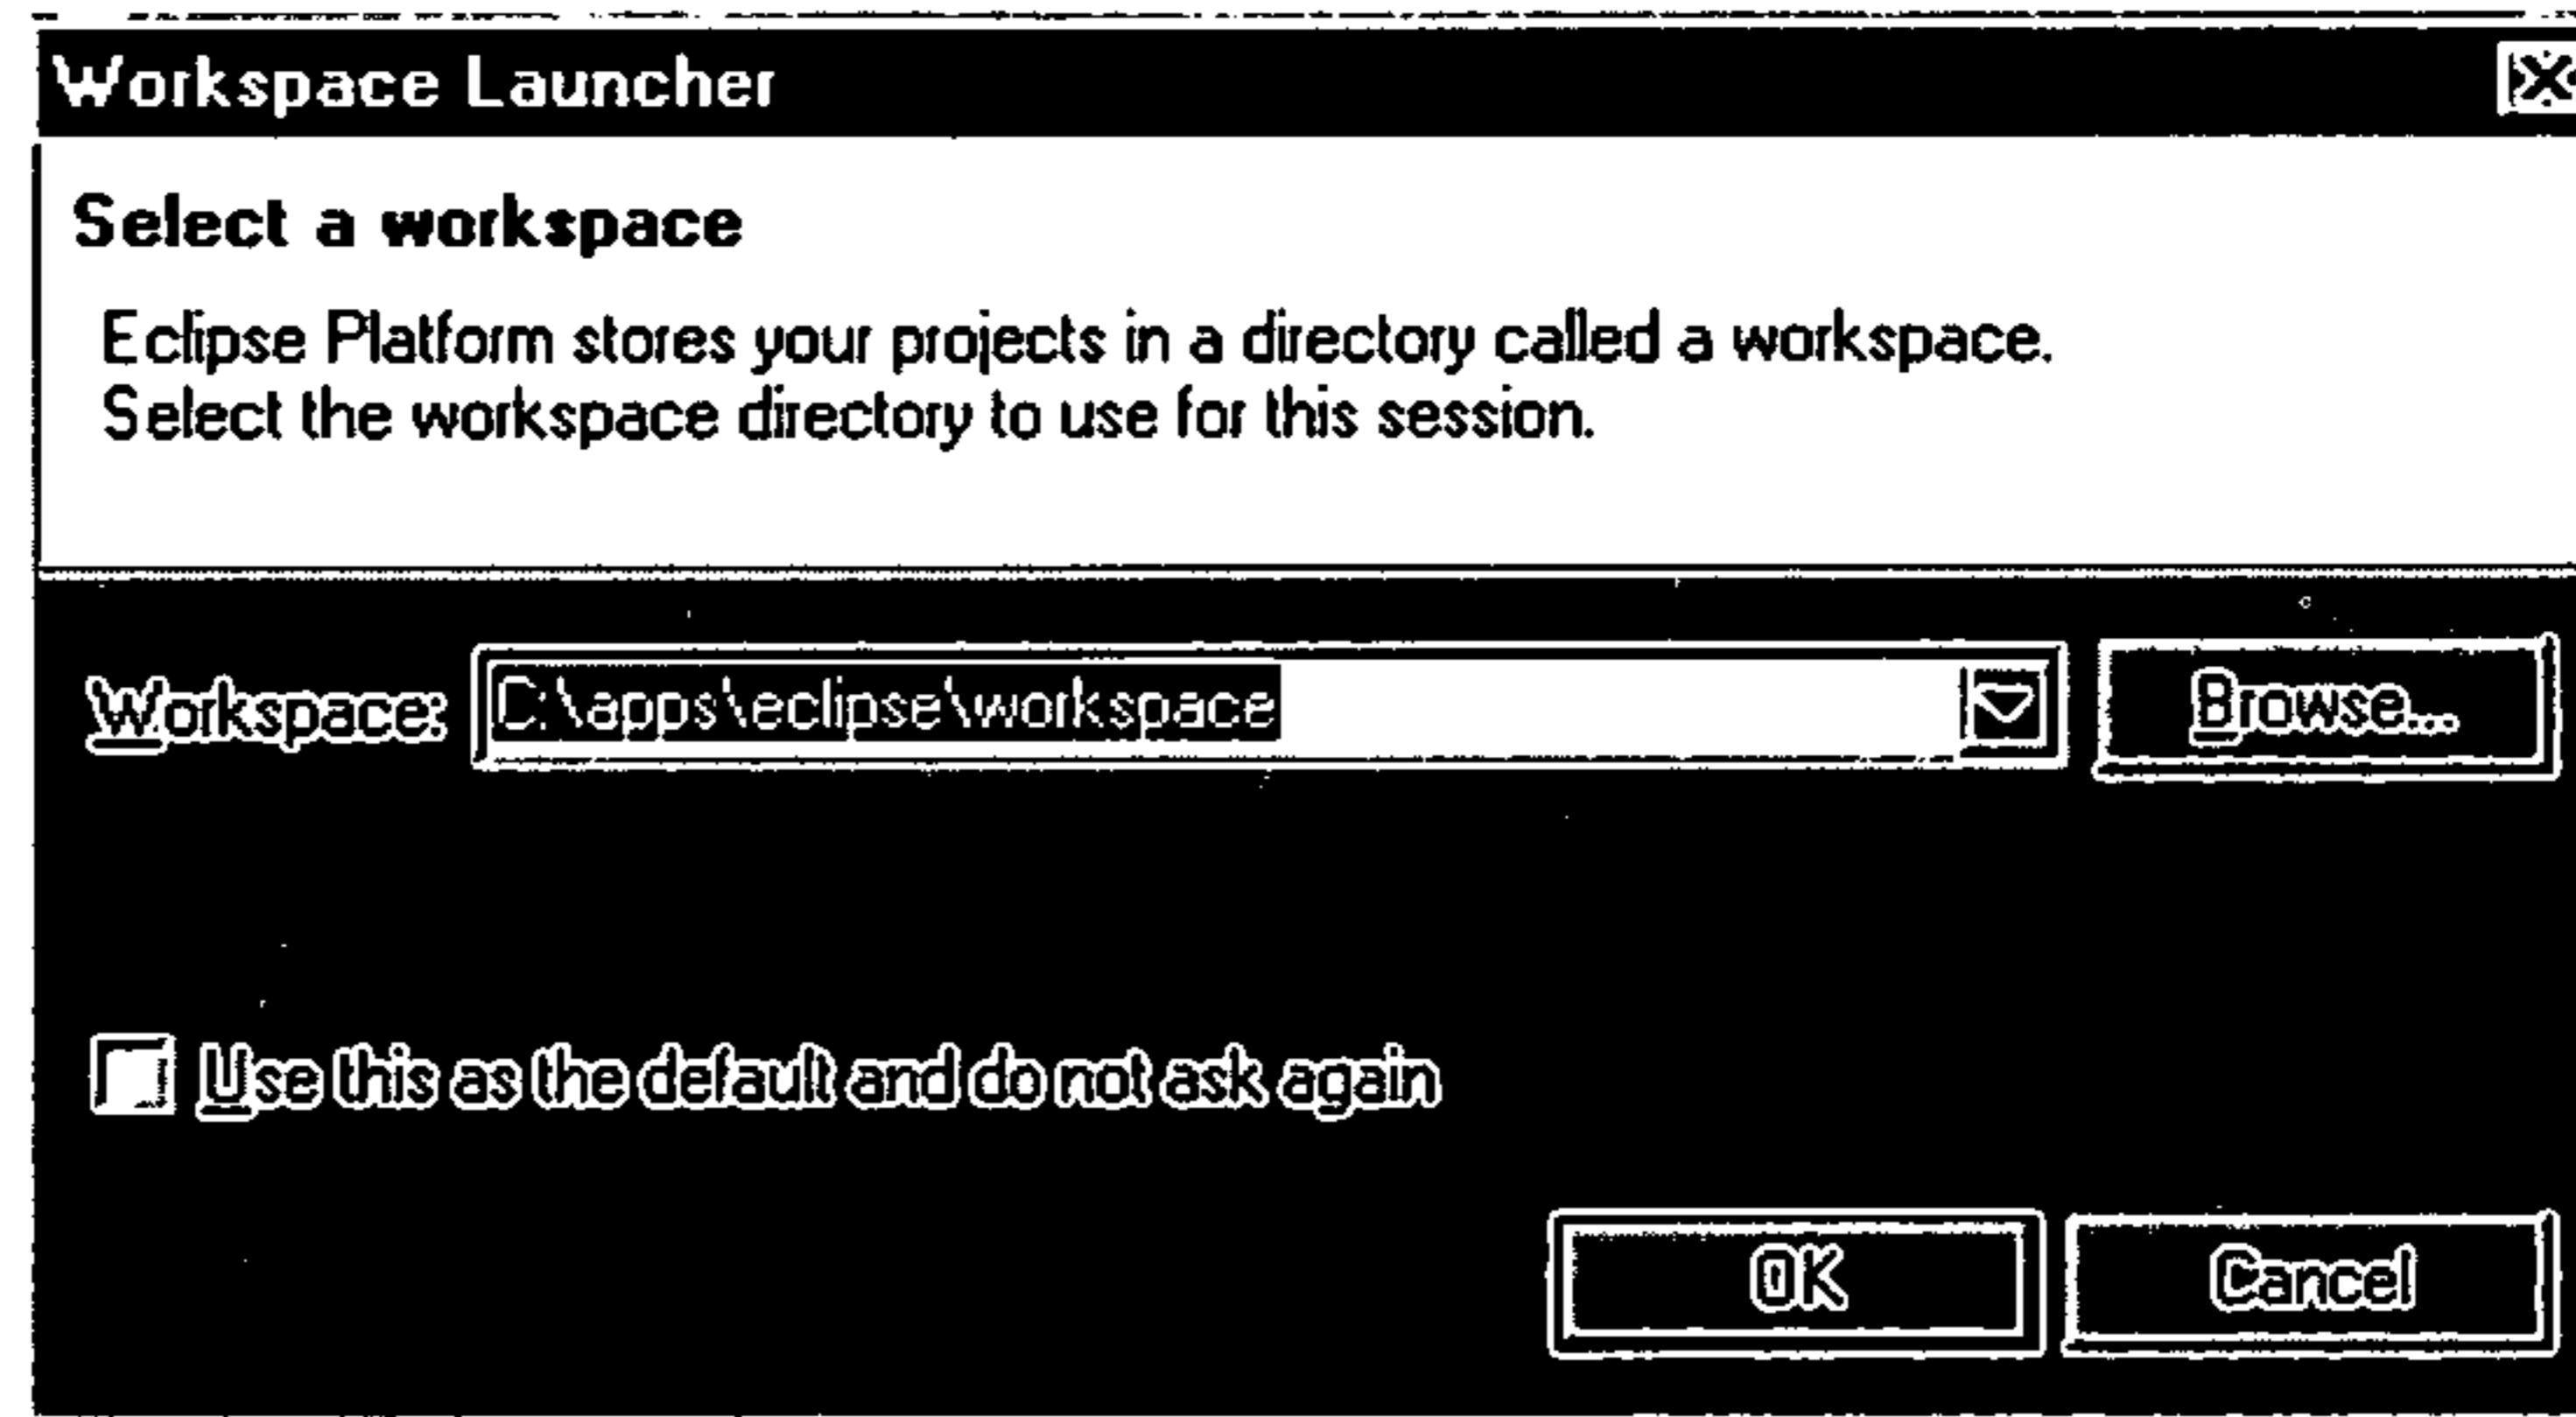 Workspace Launcher
Select a workspace
Eclipse Platform stores your projects in a directory called a workspace.
Select the workspace directory to use for this session.
Workspace: C:\apps\eclipse\workspace Browse...
Use this as the default and do not ask again
OK Cancel